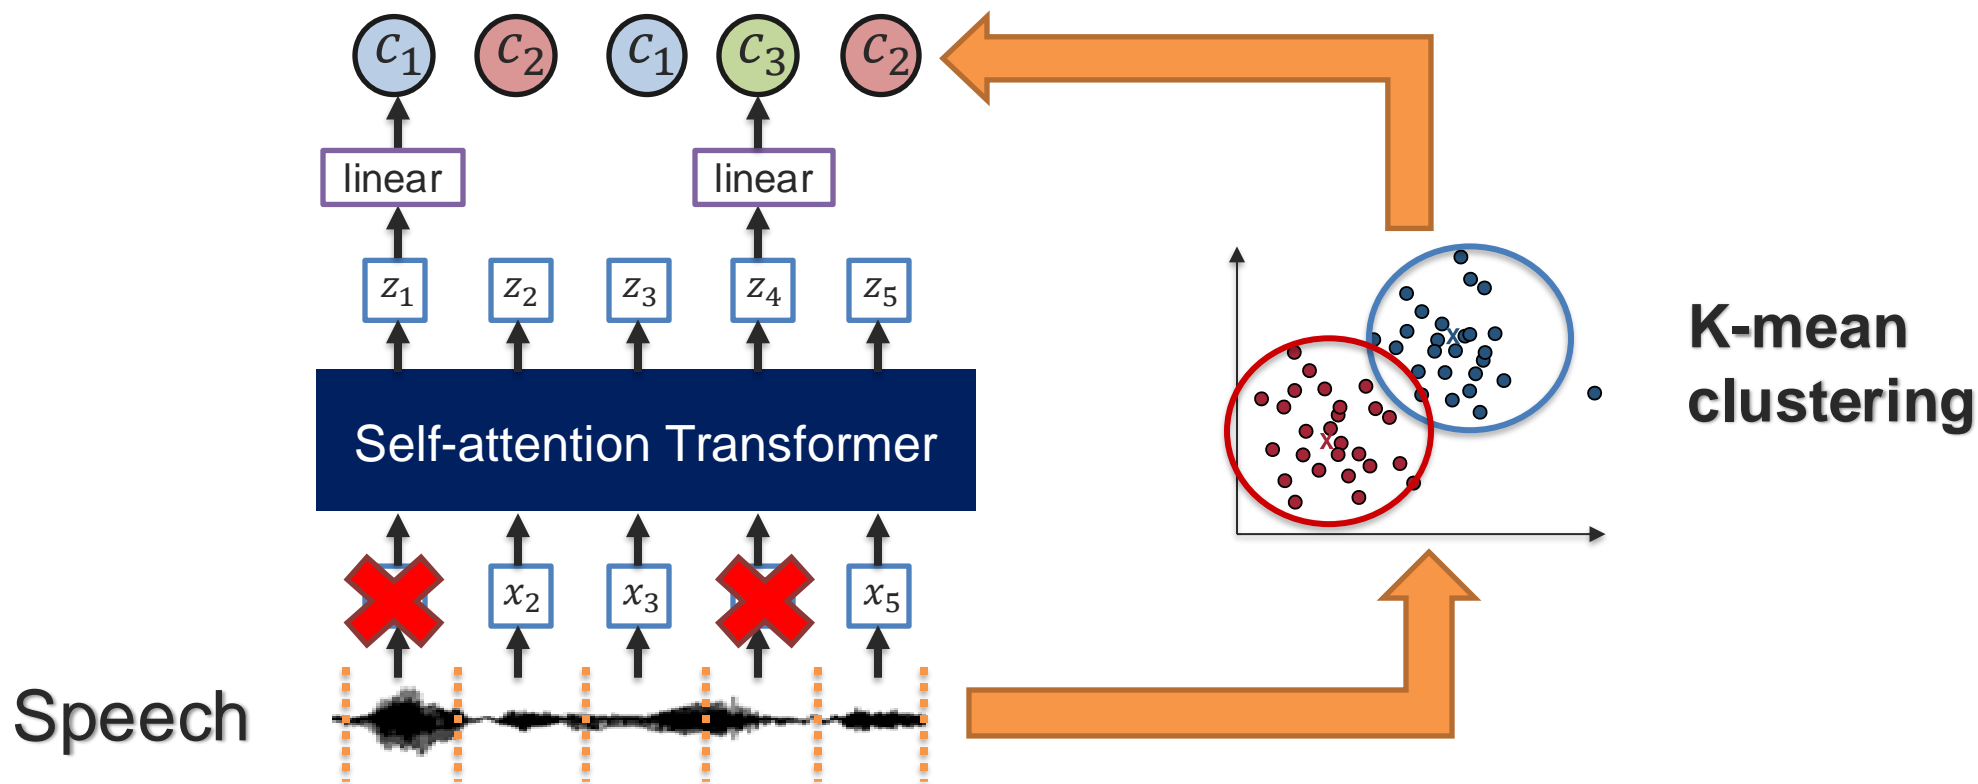 c₁ c₂ c₁ c₃ c₂
linear linear
z₁ z₂ z₃ z₄ z₅
Self-attention Transformer
x₂ x₃ x₅
Speech
x
x
K-mean
clustering